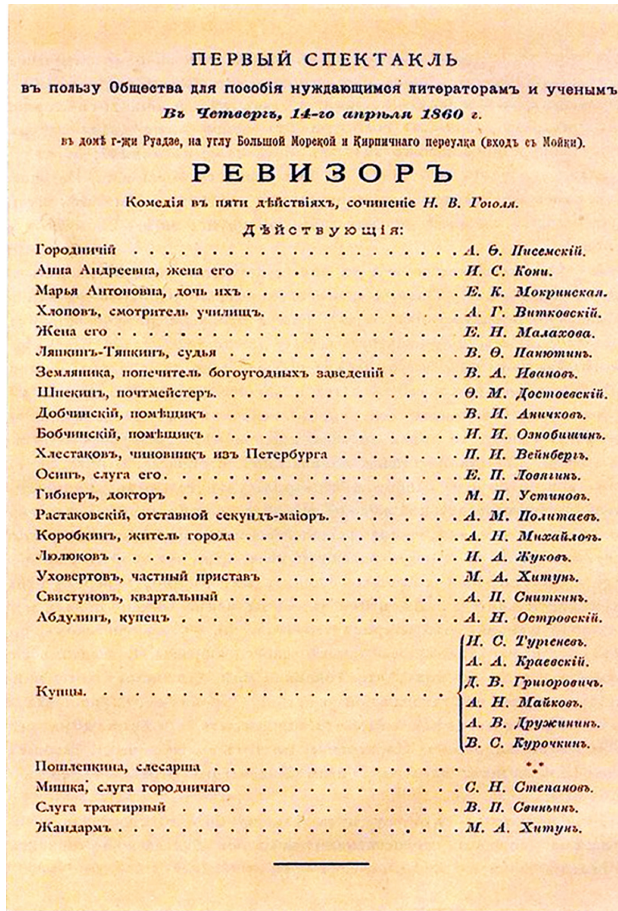 ПЕРВЫЙ СПЕКТАКЛЬ
въ пользу Общества для пособія нуждающимся литераторамъ и ученымъ
Въ Четвергъ, 14-го апрѣля 1860 г.
въ домѣ г-жи Руадзе, на углу Большой Морской и Кирпичнаго переулка (входъ съ Мойки).
РЕВИЗОРЪ
Комедія въ пяти дѣйствіяхъ, сочиненіе Н. В. Гоголя.
Дѣйствующія:
Городничій . . . . . . . . . . . . . . . . . . . . . А. Ѳ. Писемскій.
Анна Андреевна, жена его . . . . . . . . . . . . . . И. С. Кони.
Марья Антоновна, дочь ихъ . . . . . . . . . . . . . . Е. К. Мокринская.
Хлоповъ, смотритель училищъ. . . . . . . . . . . . . А. Г. Витковскій.
Жена его . . . . . . . . . . . . . . . . . . . . . . Е. Н. Малахова.
Ляпкинъ-Тяпкинъ, судья . . . . . . . . . . . . . . . В. Ѳ. Панютинъ.
Земляника, попечитель богоугодныхъ заведеній . . . . . В. А. Ивановъ.
Шпекинъ, почтмейстеръ. . . . . . . . . . . . . . . . Ѳ. М. Достоевскій.
Добчинскій, помѣщикъ . . . . . . . . . . . . . . . . В. И. Аничковъ.
Бобчинскій, помѣщикъ . . . . . . . . . . . . . . . . И. И. Ознобишинъ.
Хлестаковъ, чиновникъ изъ Петербурга . . . . . . . . П. И. Вейнбергъ.
Осипъ, слуга его. . . . . . . . . . . . . . . . . . . Е. П. Ловягинъ.
Гибнеръ, докторъ . . . . . . . . . . . . . . . . . . М. П. Устиновъ.
Растаковскій, отставной секундъ-маіоръ. . . . . . . . А. М. Политаевъ.
Коробкинъ, житель города . . . . . . . . . . . . . . А. Н. Михайловъ.
Люлюковъ . . . . . . . . . . . . . . . . . . . . . . И. А. Жуковъ.
Уховертовъ, частный приставъ . . . . . . . . . . . . М. А. Хитунъ.
Свистуновъ, квартальный . . . . . . . . . . . . . . . А. П. Сниткинъ.
Абдулинъ, купецъ . . . . . . . . . . . . . . . . . . А. Н. Островскій.
И. С. Тургеневъ.
А. А. Краевскій.
Д. В. Григоровичъ.
Купцы. . . . . . . . . . . . . . . . . . . . . . . .
А. Н. Майковъ.
А. В. Дружининъ.
В. С. Курочкинъ.
Пошлепкина, слесарша . . . . . . . . . . . . . . . . ***
Мишка, слуга городничаго . . . . . . . . . . . . . . С. Н. Степановъ.
Слуга трактирный . . . . . . . . . . . . . . . . . . В. П. Свиньинъ.
Жандармъ . . . . . . . . . . . . . . . . . . . . . . М. А. Хитунъ.